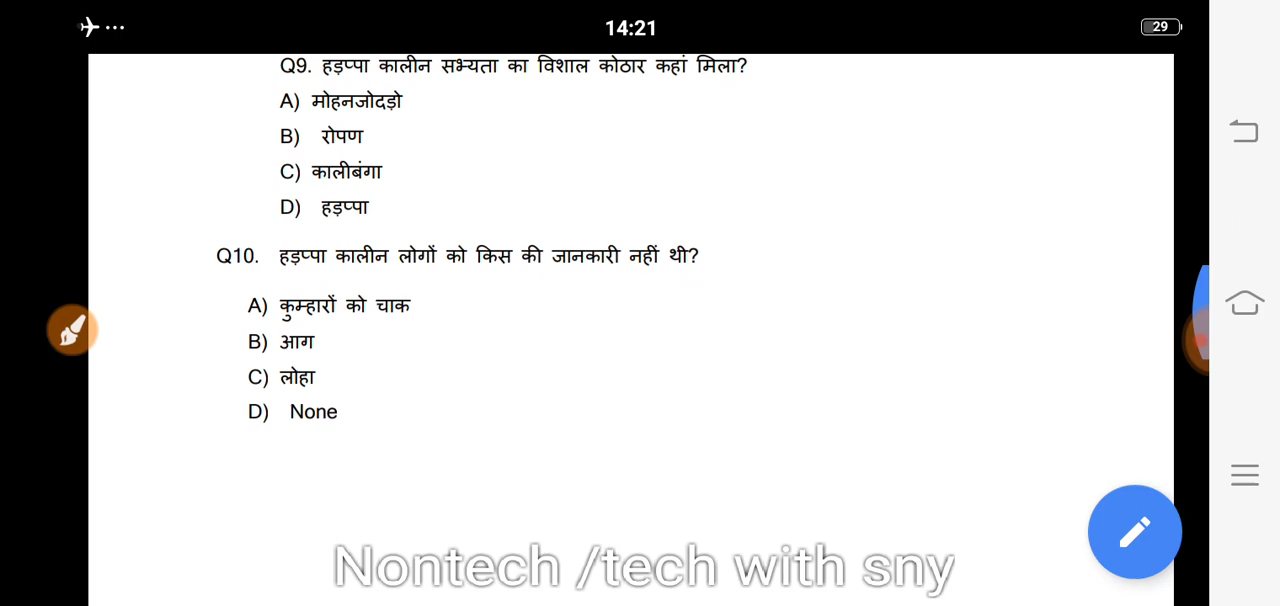 14:21
29
Q9. हड़प्पा कालीन सभ्यता का विशाल कोठार कहां मिला?
A) मोहनजोदड़ो
B) रोपण
C) कालीबंगा
D) हड़प्पा
Q10. हड़प्पा कालीन लोगों को किस की जानकारी नहीं थी?
A) कुम्हारों को चाक
B) आग
C) लोहा
D) None
Nontech /tech with sny